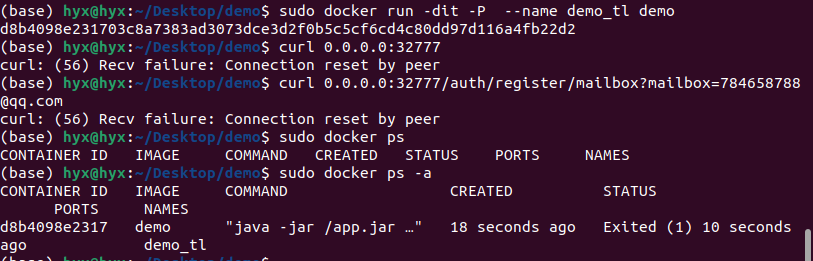 (base) hyx@hyx:~/Desktop/demo$ sudo docker run -dit -P  --name demo_tl demo
d8b4098e231703c8a7383ad3073dce3d2f0b5c5cf6cd4c80dd97d116a4fb22d2
(base) hyx@hyx:~/Desktop/demo$ curl 0.0.0.0:32777
curl: (56) Recv failure: Connection reset by peer
(base) hyx@hyx:~/Desktop/demo$ curl 0.0.0.0:32777/auth/register/mailbox?mailbox=784658788
@qq.com
curl: (56) Recv failure: Connection reset by peer
(base) hyx@hyx:~/Desktop/demo$ sudo docker ps
CONTAINER ID   IMAGE     COMMAND   CREATED   STATUS    PORTS     NAMES
(base) hyx@hyx:~/Desktop/demo$ sudo docker ps -a
CONTAINER ID   IMAGE     COMMAND                  CREATED          STATUS
      PORTS     NAMES
d8b4098e2317   demo      "java -jar /app.jar …"   18 seconds ago   Exited (1) 10 seconds
ago             demo_tl
(base) hyx@hyx:~/Desktop/demo$